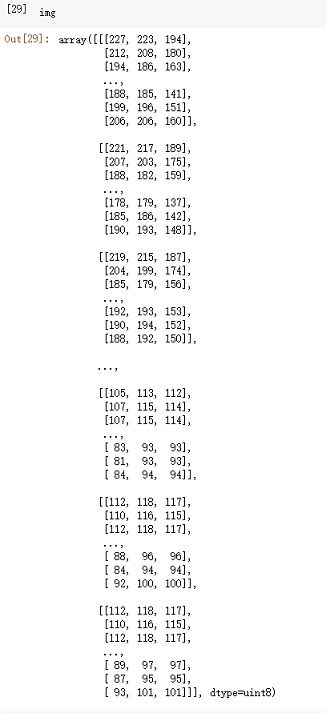 [29] img
Out[29]: array([[[227, 223, 194],
[212, 208, 180],
[194, 186, 163],
...,
[188, 185, 141],
[199, 196, 151],
[206, 206, 160]],
[[221, 217, 189],
[207, 203, 175],
[188, 182, 159],
...,
[178, 179, 137],
[185, 186, 142],
[190, 193, 148]],
[[219, 215, 187],
[204, 199, 174],
[185, 179, 156],
...,
[192, 193, 153],
[190, 194, 152],
[188, 192, 150]],
...,
[[105, 113, 112],
[107, 115, 114],
[107, 115, 114],
...,
[ 83, 93, 93],
[ 81, 93, 93],
[ 84, 94, 94]],
[[112, 118, 117],
[110, 116, 115],
[112, 118, 117],
...,
[ 88, 96, 96],
[ 84, 94, 94],
[ 92, 100, 100]],
[[112, 118, 117],
[110, 116, 115],
[112, 118, 117],
...,
[ 89, 97, 97],
[ 87, 95, 95],
[ 93, 101, 101]]], dtype=uint8)